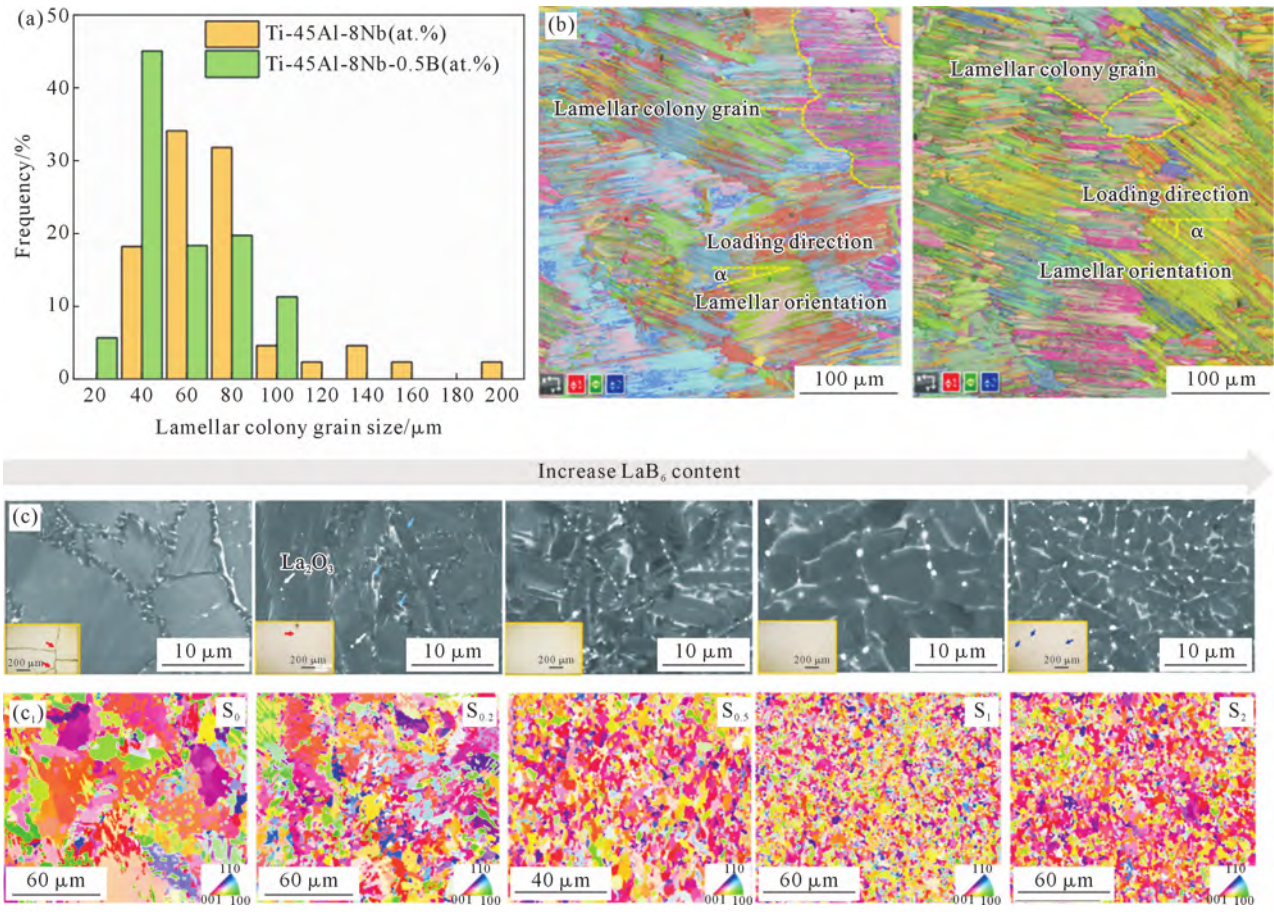 (a)
50
40
30
20
10
0
Frequency/%
Ti-45Al-8Nb(at.%)
Ti-45Al-8Nb-0.5B(at.%)
20 40 60 80 100 120 140 160 180 200
Lamellar colony grain size/μm
(b)
Lamellar colony grain
Loading direction
α
Lamellar orientation
100 μm
Lamellar colony grain
Loading direction
α
Lamellar orientation
100 μm
Increase LaB₆ content
(c)
200 μm
10 μm
La₂O₃
200 μm
10 μm
200 μm
10 μm
200 μm
10 μm
200 μm
10 μm
(c₁)
S₀
60 μm
110
001 100
S₀.₂
60 μm
110
001 100
S₀.₅
40 μm
110
001 100
S₁
60 μm
110
001 100
S₂
60 μm
110
001 100